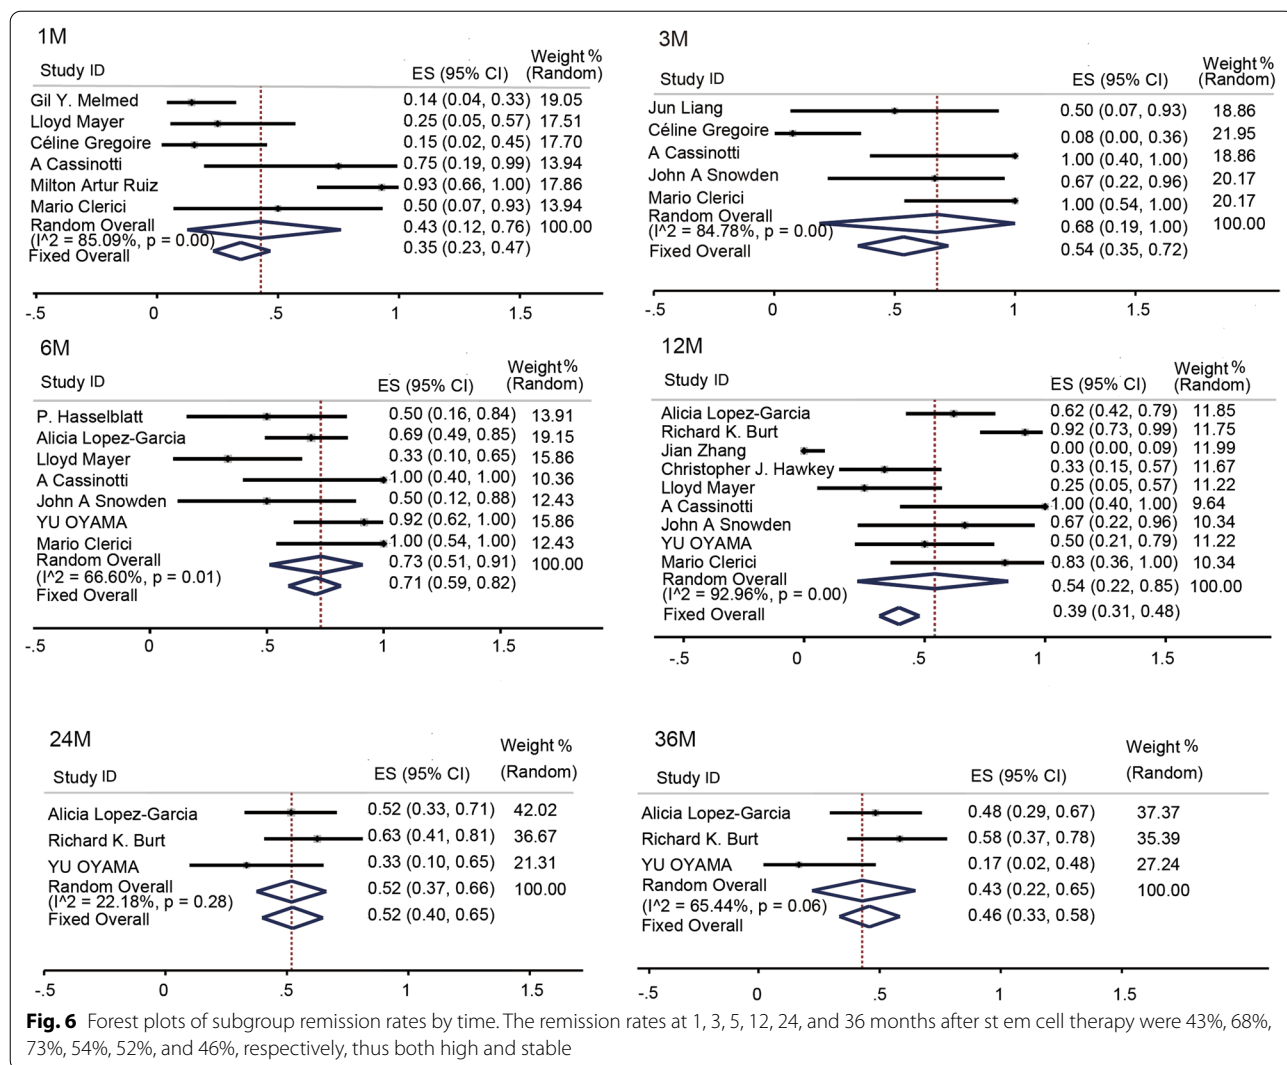 1M
Study ID ES (95% CI) Weight % (Random)
Gil Y. Melmed 0.14 (0.04, 0.33) 19.05
Lloyd Mayer 0.25 (0.05, 0.57) 17.51
Céline Gregoire 0.15 (0.02, 0.45) 17.70
A Cassinotti 0.75 (0.19, 0.99) 13.94
Milton Artur Ruiz 0.93 (0.66, 1.00) 17.86
Mario Clerici 0.50 (0.07, 0.93) 13.94
Random Overall 0.43 (0.12, 0.76) 100.00
(I^2 = 85.09%, p = 0.00)
Fixed Overall 0.35 (0.23, 0.47)
-.5 0 .5 1 1.5
3M
Study ID ES (95% CI) Weight % (Random)
Jun Liang 0.50 (0.07, 0.93) 18.86
Céline Gregoire 0.08 (0.00, 0.36) 21.95
A Cassinotti 1.00 (0.40, 1.00) 18.86
John A Snowden 0.67 (0.22, 0.96) 20.17
Mario Clerici 1.00 (0.54, 1.00) 20.17
Random Overall 0.68 (0.19, 1.00) 100.00
(I^2 = 84.78%, p = 0.00)
Fixed Overall 0.54 (0.35, 0.72)
-.5 0 .5 1 1.5
6M
Study ID ES (95% CI) Weight % (Random)
P. Hasselblatt 0.50 (0.16, 0.84) 13.91
Alicia Lopez-Garcia 0.69 (0.49, 0.85) 19.15
Lloyd Mayer 0.33 (0.10, 0.65) 15.86
A Cassinotti 1.00 (0.40, 1.00) 10.36
John A Snowden 0.50 (0.12, 0.88) 12.43
YU OYAMA 0.92 (0.62, 1.00) 15.86
Mario Clerici 1.00 (0.54, 1.00) 12.43
Random Overall 0.73 (0.51, 0.91) 100.00
(I^2 = 66.60%, p = 0.01)
Fixed Overall 0.71 (0.59, 0.82)
-.5 0 .5 1 1.5
12M
Study ID ES (95% CI) Weight % (Random)
Alicia Lopez-Garcia 0.62 (0.42, 0.79) 11.85
Richard K. Burt 0.92 (0.73, 0.99) 11.75
Jian Zhang 0.00 (0.00, 0.09) 11.99
Christopher J. Hawkey 0.33 (0.15, 0.57) 11.67
Lloyd Mayer 0.25 (0.05, 0.57) 11.22
A Cassinotti 1.00 (0.40, 1.00) 9.64
John A Snowden 0.67 (0.22, 0.96) 10.34
YU OYAMA 0.50 (0.21, 0.79) 11.22
Mario Clerici 0.83 (0.36, 1.00) 10.34
Random Overall 0.54 (0.22, 0.85) 100.00
(I^2 = 92.96%, p = 0.00)
Fixed Overall 0.39 (0.31, 0.48)
-.5 0 .5 1 1.5
24M
Study ID ES (95% CI) Weight % (Random)
Alicia Lopez-Garcia 0.52 (0.33, 0.71) 42.02
Richard K. Burt 0.63 (0.41, 0.81) 36.67
YU OYAMA 0.33 (0.10, 0.65) 21.31
Random Overall 0.52 (0.37, 0.66) 100.00
(I^2 = 22.18%, p = 0.28)
Fixed Overall 0.52 (0.40, 0.65)
-.5 0 .5 1 1.5
36M
Study ID ES (95% CI) Weight % (Random)
Alicia Lopez-Garcia 0.48 (0.29, 0.67) 37.37
Richard K. Burt 0.58 (0.37, 0.78) 35.39
YU OYAMA 0.17 (0.02, 0.48) 27.24
Random Overall 0.43 (0.22, 0.65) 100.00
(I^2 = 65.44%, p = 0.06)
Fixed Overall 0.46 (0.33, 0.58)
-.5 0 .5 1 1.5
Fig. 6 Forest plots of subgroup remission rates by time. The remission rates at 1, 3, 5, 12, 24, and 36 months after st em cell therapy were 43%, 68%,
73%, 54%, 52%, and 46%, respectively, thus both high and stable